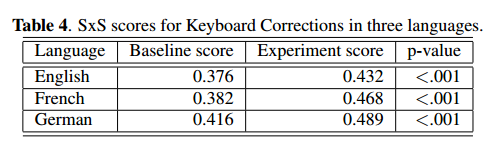 Table 4. SxS scores for Keyboard Corrections in three languages.
Language Baseline score Experiment score p-value
English 0.376 0.432 <.001
French 0.382 0.468 <.001
German 0.416 0.489 <.001